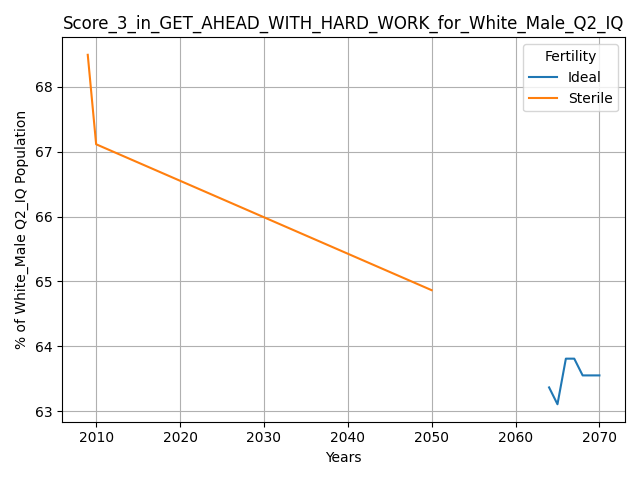 Score_3_in_GET_AHEAD_WITH_HARD_WORK_for_White_Male_Q2_IQ
Fertility
Ideal
Sterile
% of White_Male Q2_IQ Population
68
67
66
65
64
63
2010
2020
2030
2040
2050
2060
2070
Years